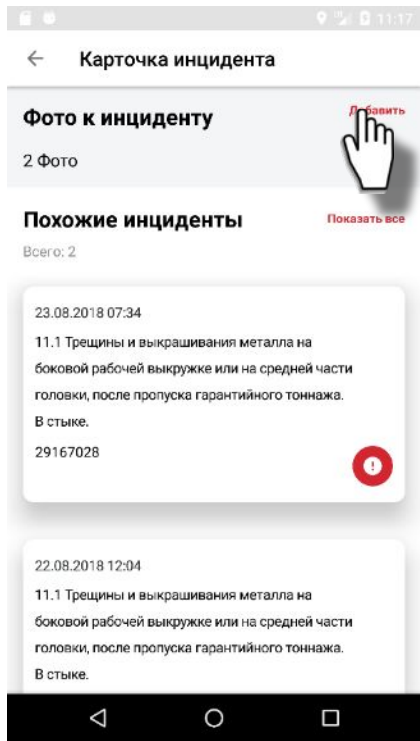 11:17
Карточка инцидента
Фото к инциденту
Добавить
2 Фото
Похожие инциденты
Показать все
Всего: 2
23.08.2018 07:34
11.1 Трещины и выкрашивания металла на
боковой рабочей выкружке или на средней части
головки, после пропуска гарантийного тоннажа.
В стыке.
29167028
22.08.2018 12:04
11.1 Трещины и выкрашивания металла на
боковой рабочей выкружке или на средней части
головки, после пропуска гарантийного тоннажа.
В стыке.